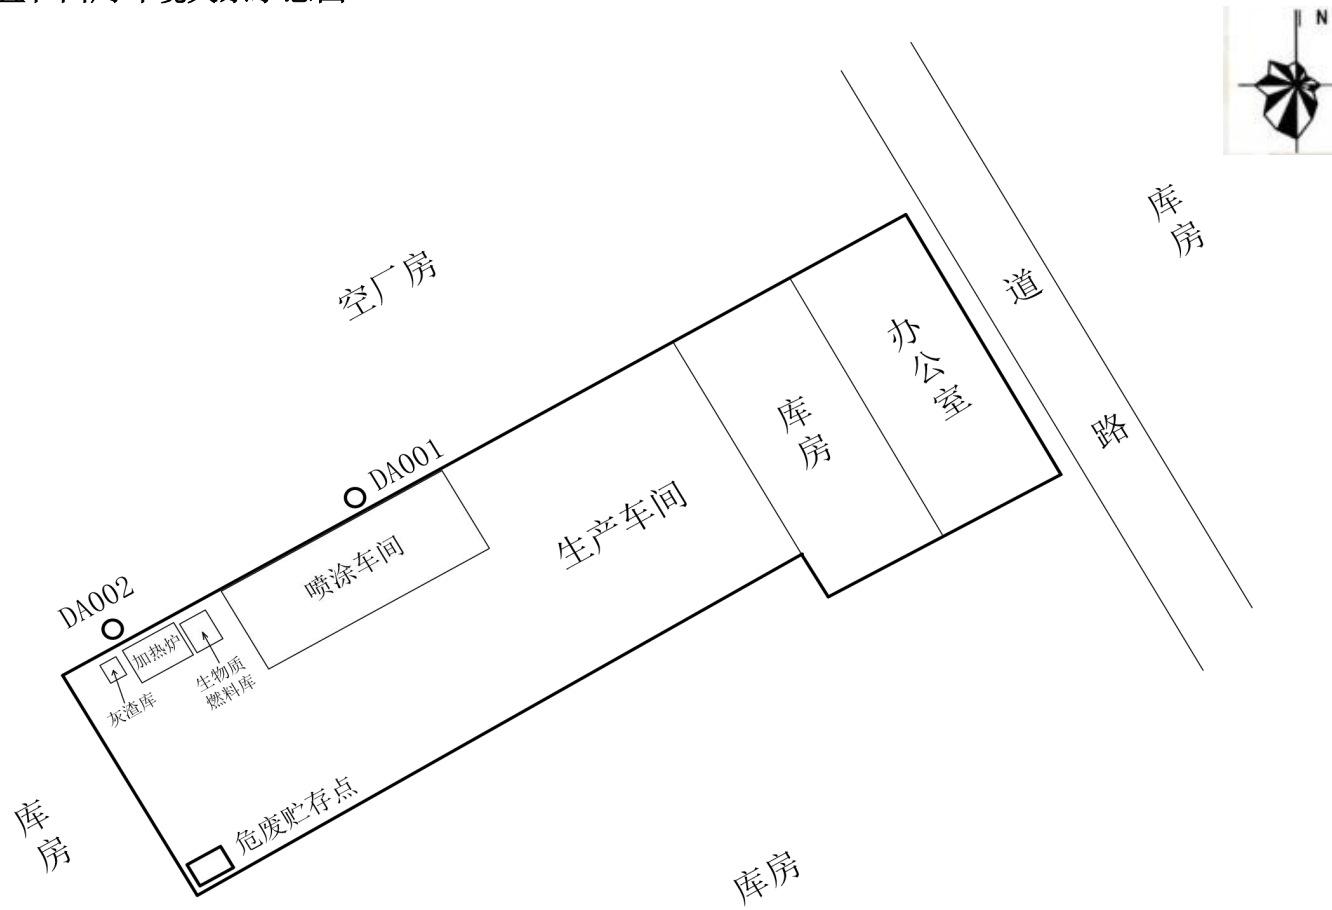 N
库房
空厂房
道路
办公室
库房
DA001
生产车间
喷涂车间
DA002
加热炉
生物质
燃料库
灰渣库
危废贮存点
库房
库房